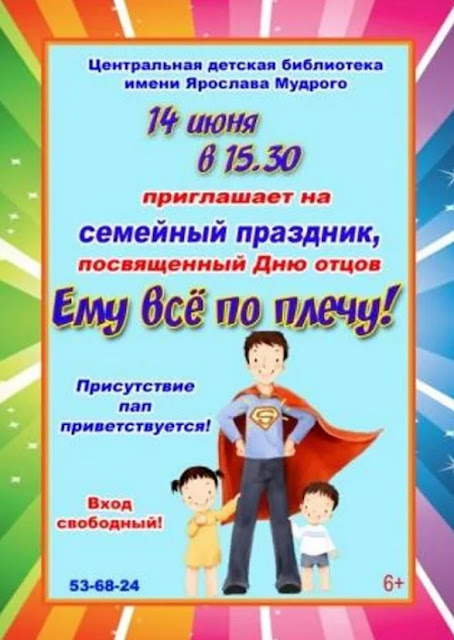 Центральная детская библиотека
имени Ярослава Мудрого
14 июня
в 15.30
приглашает на
семейный праздник,
посвященный Дню отцов
Ему всё по плечу!
Присутствие
пап
приветствуется!
Вход
свободный!
53-68-24
6+